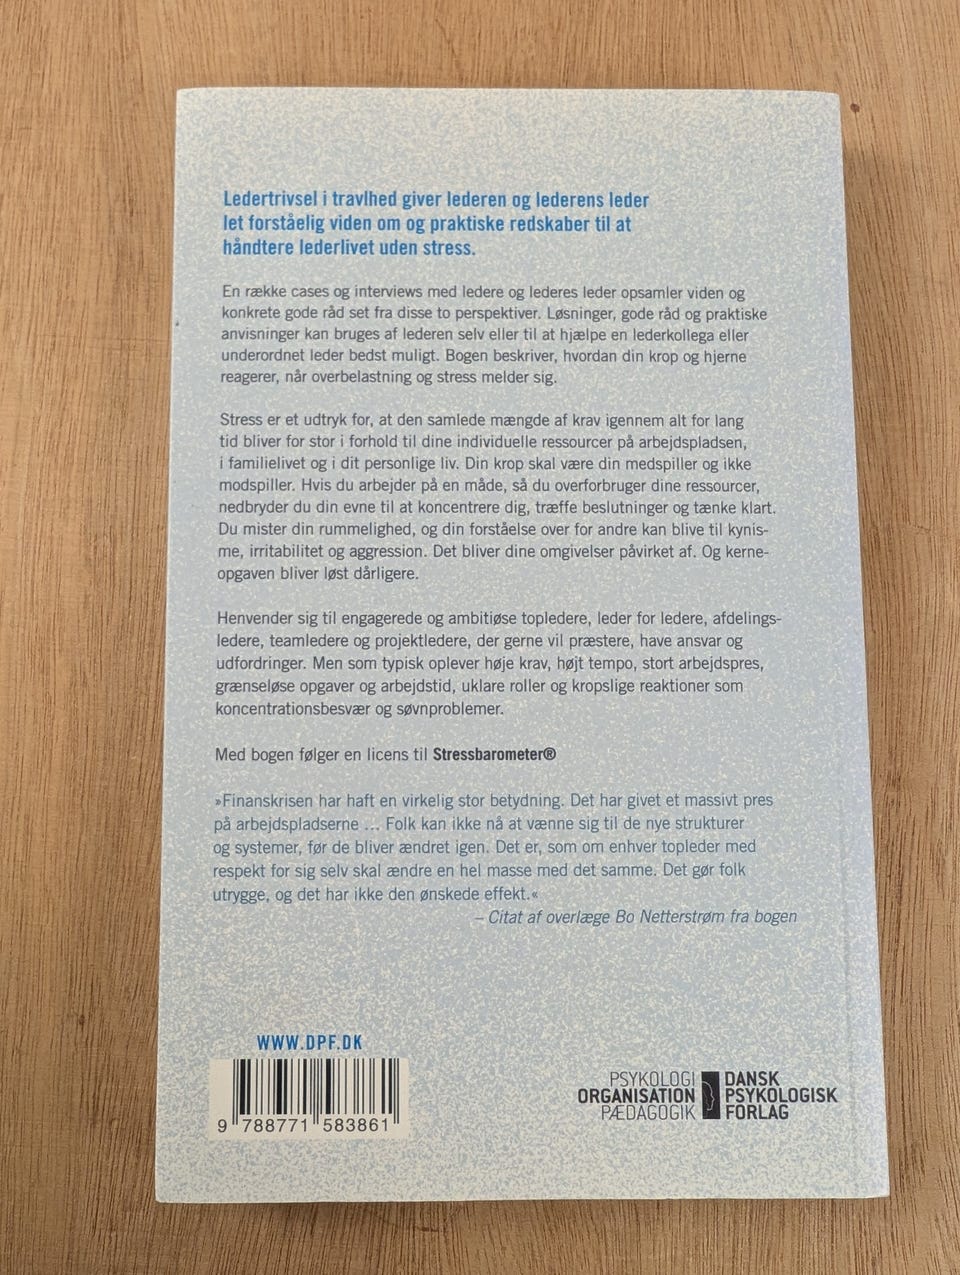 Ledertrivsel i travlhed giver lederen og lederens leder
let forståelig viden om og praktiske redskaber til at
håndtere lederlivet uden stress.
En række cases og interviews med ledere og lederes leder opsamler viden og
konkrete gode råd set fra disse to perspektiver. Løsninger, gode råd og praktiske
anvisninger kan bruges af lederen selv eller til at hjælpe en lederkollega eller
underordnet leder bedst muligt. Bogen beskriver, hvordan din krop og hjerne
reagerer, når overbelastning og stress melder sig.
Stress er et udtryk for, at den samlede mængde af krav igennem alt for lang
tid bliver for stor i forhold til dine individuelle ressourcer på arbejdspladsen,
i familielivet og i dit personlige liv. Din krop skal være din medspiller og ikke
modspiller. Hvis du arbejder på en måde, så du overforbruger dine ressourcer,
nedbryder du din evne til at koncentrere dig, træffe beslutninger og tænke klart.
Du mister din rummelighed, og din forståelse over for andre kan blive til kynis-
me, irritabilitet og aggression. Det bliver dine omgivelser påvirket af. Og kerne-
opgaven bliver løst dårligere.
Henvender sig til engagerede og ambitiøse topledere, leder for ledere, afdelings-
ledere, teamledere og projektledere, der gerne vil præstere, have ansvar og
udfordringer. Men som typisk oplever høje krav, højt tempo, stort arbejdspres,
grænseløse opgaver og arbejdstid, uklare roller og kropslige reaktioner som
koncentrationsbesvær og søvnproblemer.
Med bogen følger en licens til Stressbarometer®
»Finanskrisen har haft en virkelig stor betydning. Det har givet et massivt pres
på arbejdspladserne … Folk kan ikke nå at vænne sig til de nye strukturer
og systemer, før de bliver ændret igen. Det er, som om enhver topleder med
respekt for sig selv skal ændre en hel masse med det samme. Det gør folk
utrygge, og det har ikke den ønskede effekt.«
– Citat af overlæge Bo Netterstrøm fra bogen
WWW.DPF.DK
9 788771 583861
PSYKOLOGI
ORGANISATION
PÆDAGOGIK
DANSK
PSYKOLOGISK
FORLAG